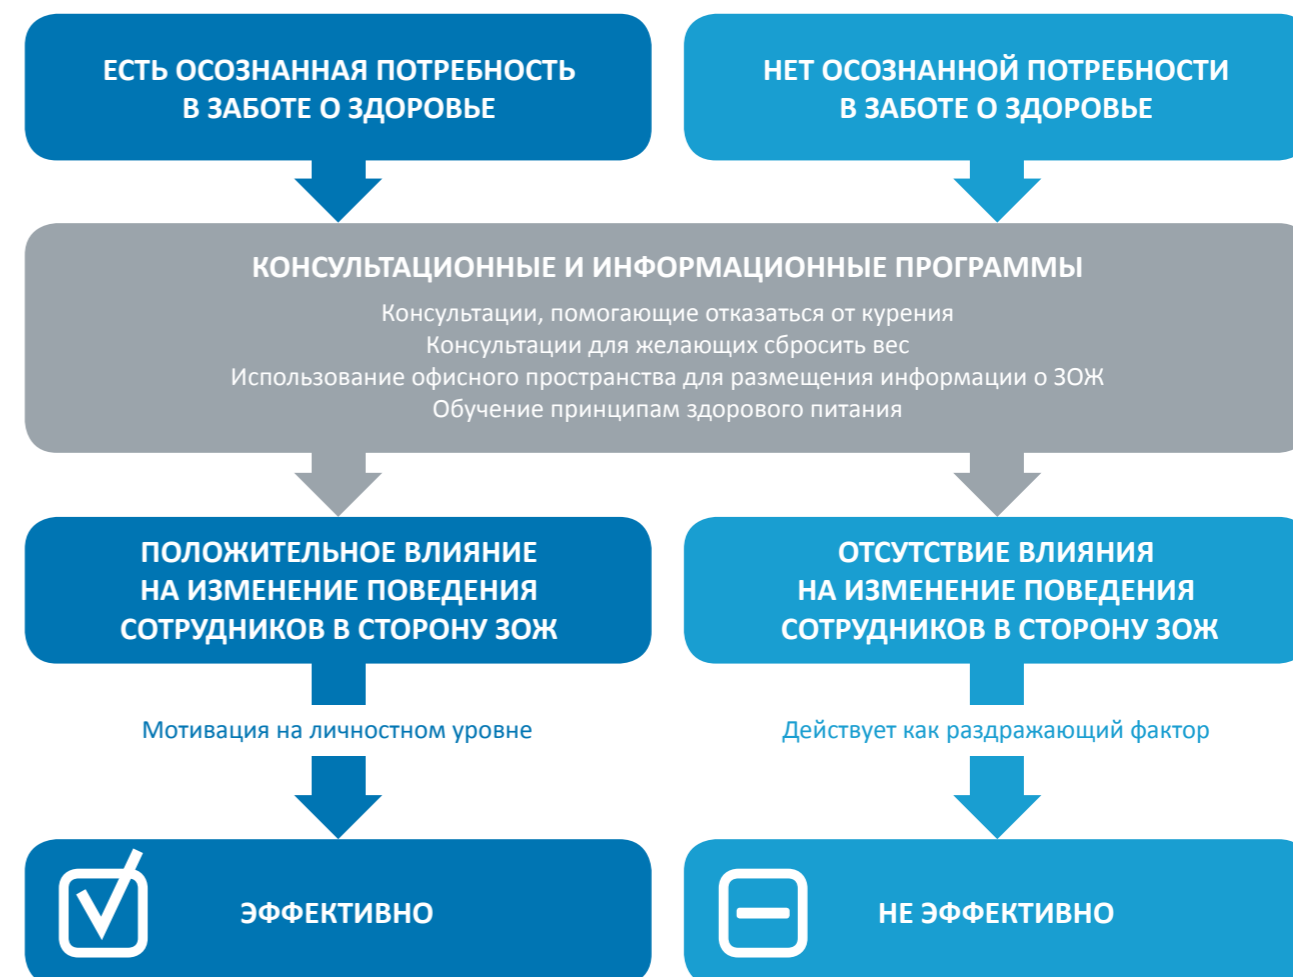 ЕСТЬ ОСОЗНАННАЯ ПОТРЕБНОСТЬ
В ЗАБОТЕ О ЗДОРОВЬЕ
НЕТ ОСОЗНАННОЙ ПОТРЕБНОСТИ
В ЗАБОТЕ О ЗДОРОВЬЕ
КОНСУЛЬТАЦИОННЫЕ И ИНФОРМАЦИОННЫЕ ПРОГРАММЫ
Консультации, помогающие отказаться от курения
Консультации для желающих сбросить вес
Использование офисного пространства для размещения информации о ЗОЖ
Обучение принципам здорового питания
ПОЛОЖИТЕЛЬНОЕ ВЛИЯНИЕ
НА ИЗМЕНЕНИЕ ПОВЕДЕНИЯ
СОТРУДНИКОВ В СТОРОНУ ЗОЖ
ОТСУТСТВИЕ ВЛИЯНИЯ
НА ИЗМЕНЕНИЕ ПОВЕДЕНИЯ
СОТРУДНИКОВ В СТОРОНУ ЗОЖ
Мотивация на личностном уровне
Действует как раздражающий фактор
ЭФФЕКТИВНО
НЕ ЭФФЕКТИВНО